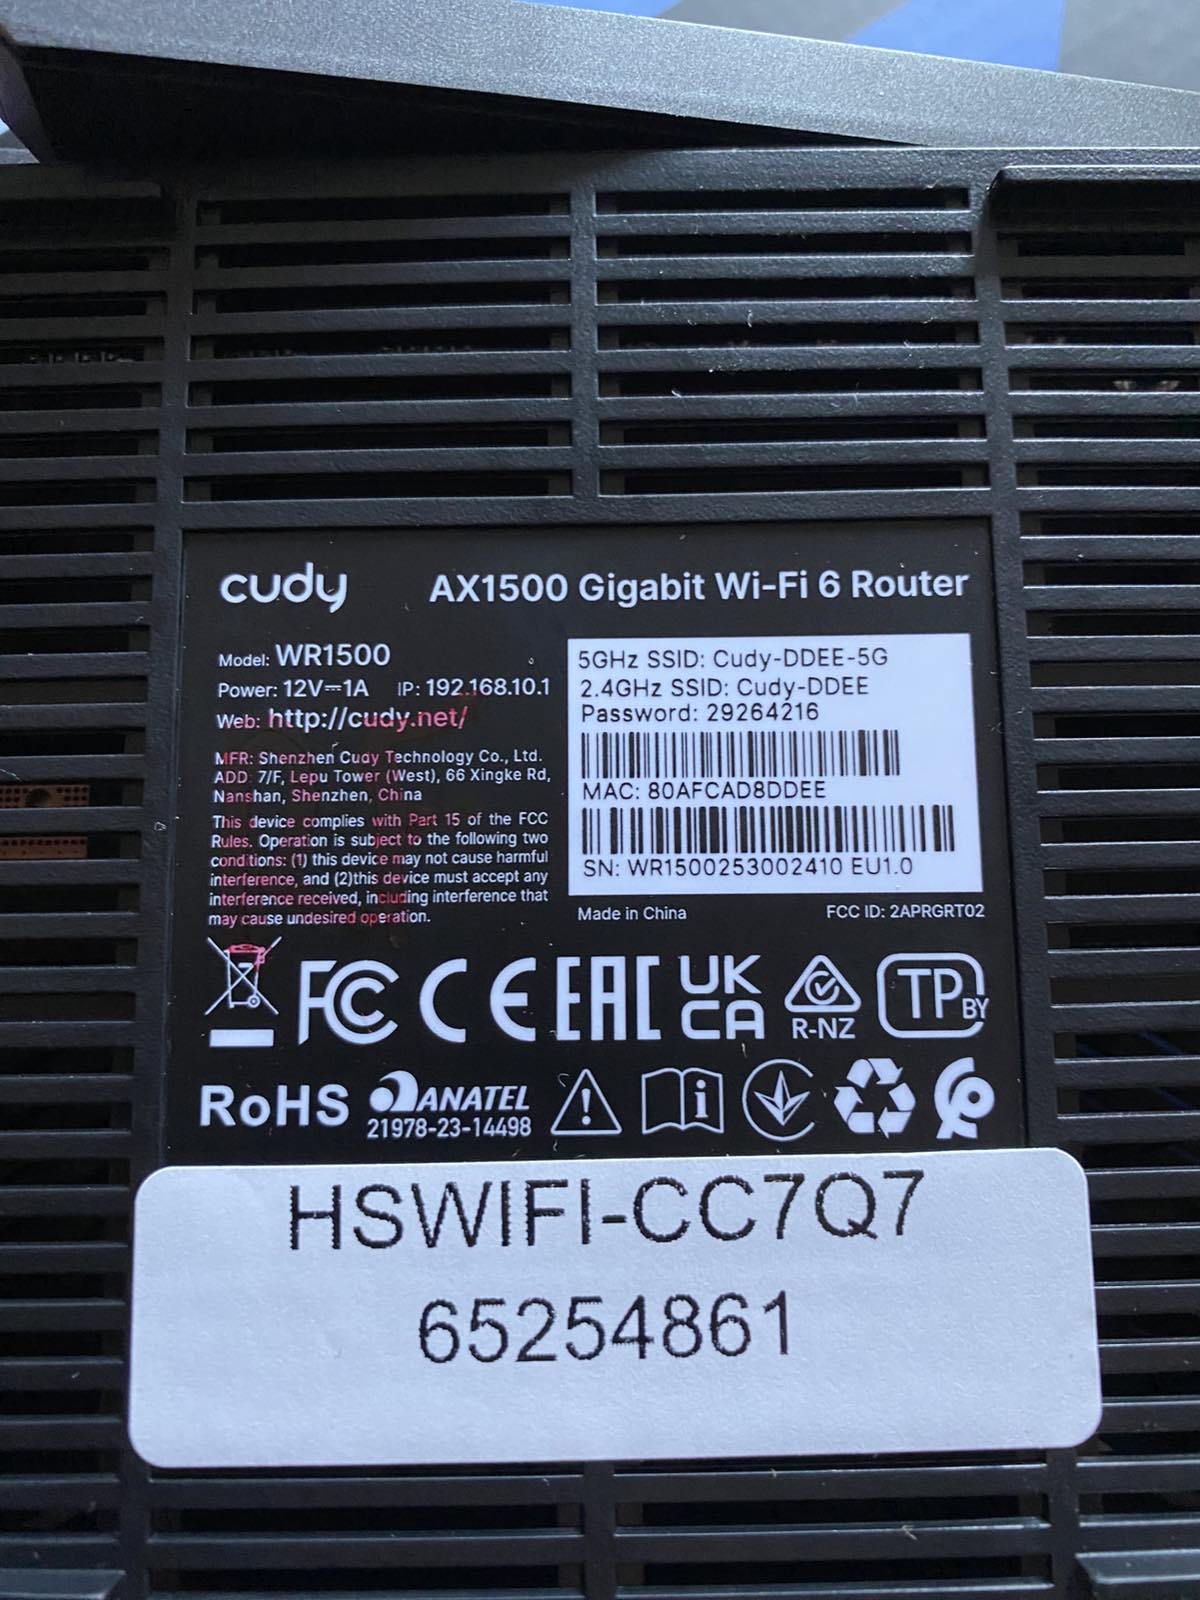 cudy AX1500 Gigabit Wi-Fi 6 Router
Model: WR1500
Power: 12V⎓1A IP: 192.168.10.1
Web: http://cudy.net/
MFR: Shenzhen Cudy Technology Co., Ltd.
ADD: 7/F, Lepu Tower (West), 66 Xingke Rd,
Nanshan, Shenzhen, China
This device complies with Part 15 of the FCC
Rules. Operation is subject to the following two
conditions: (1) this device may not cause harmful
interference, and (2)this device must accept any
interference received, including interference that
may cause undesired operation.
5GHz SSID: Cudy-DDEE-5G
2.4GHz SSID: Cudy-DDEE
Password: 29264216
MAC: 80AFCAD8DDEE
SN: WR1500253002410 EU1.0
Made in China FCC ID: 2APRGRT02
FC CE EAC UK CA R-NZ TP BY
RoHS ANATEL
21978-23-14498
HSWIFI-CC7Q7
65254861